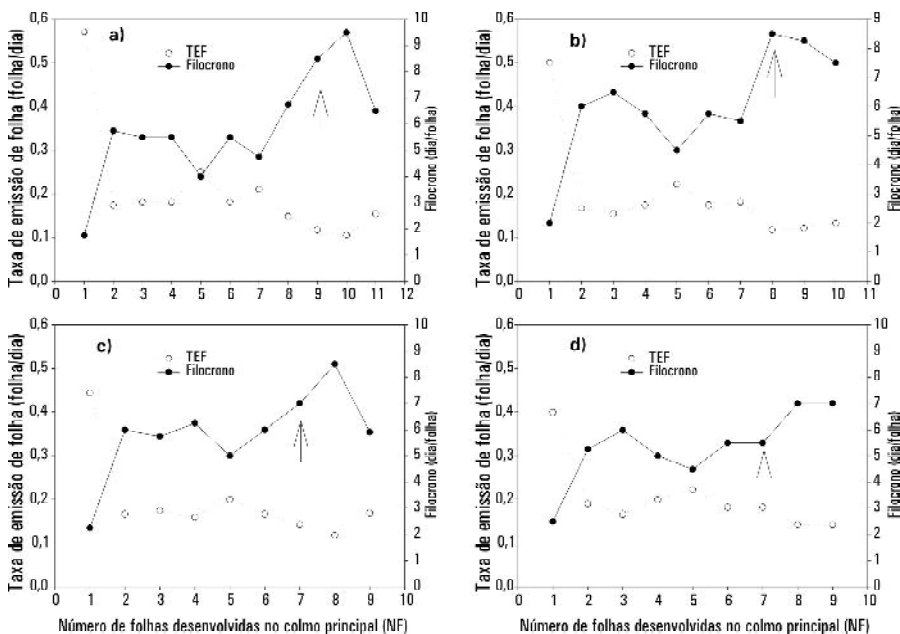 a)
TEF
Filocrono
Taxa de emissão de folha (folha/dia)
Filocrono (dia/folha)
0,6
0,5
0,4
0,3
0,2
0,1
0,0
10
9
8
7
6
5
4
3
2
1
0
0 1 2 3 4 5 6 7 8 9 10 11 12
b)
TEF
Filocrono
Taxa de emissão de folha (folha/dia)
Filocrono (dia/folha)
0,6
0,5
0,4
0,3
0,2
0,1
0,0
9
8
7
6
5
4
3
2
1
0
0 1 2 3 4 5 6 7 8 9 10 11
c)
TEF
Filocrono
Taxa de emissão de folha (folha/dia)
Filocrono (dia/folha)
0,6
0,5
0,4
0,3
0,2
0,1
0,0
10
9
8
7
6
5
4
3
2
1
0
0 1 2 3 4 5 6 7 8 9 10
Número de folhas desenvolvidas no colmo principal (NF)
d)
TEF
Filocrono
Taxa de emissão de folha (folha/dia)
Filocrono (dia/folha)
0,6
0,5
0,4
0,3
0,2
0,1
0,0
10
9
8
7
6
5
4
3
2
1
0
0 1 2 3 4 5 6 7 8 9 10
Número de folhas desenvolvidas no colmo principal (NF)